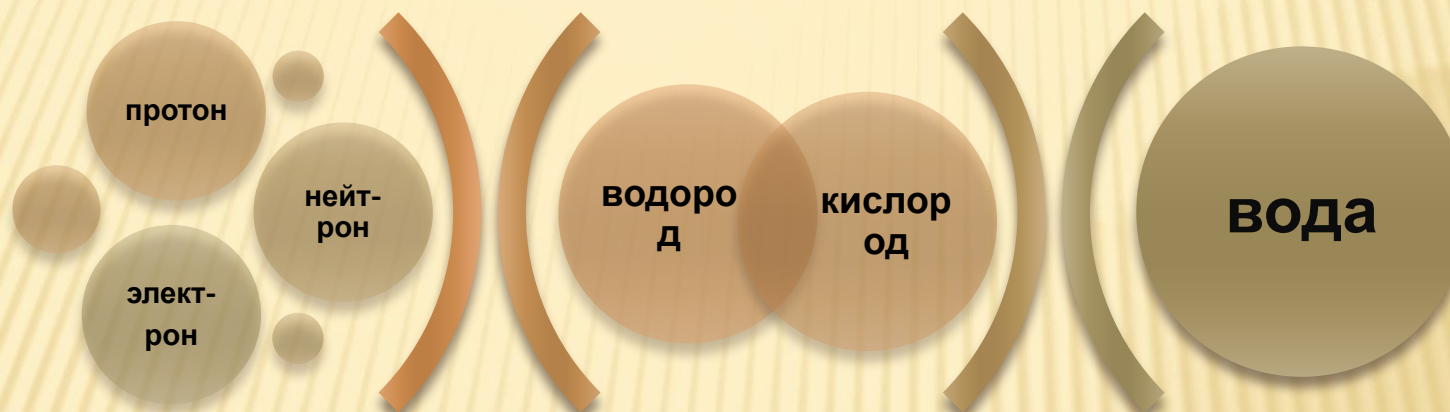 протон
нейт-
рон
элект-
рон
водоро
д
кислор
од
вода